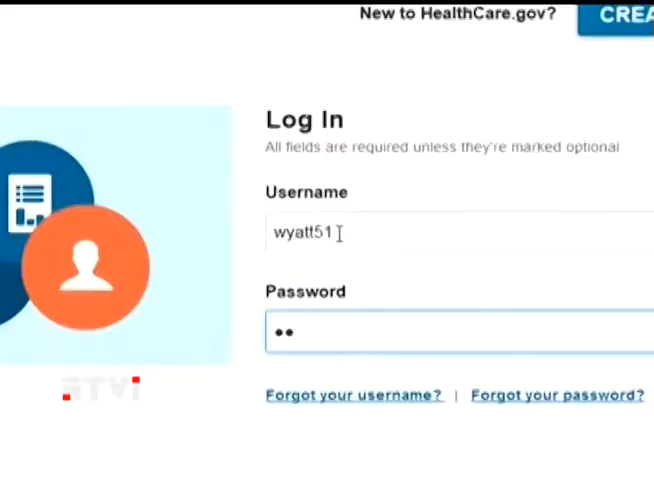 New to HealthCare.gov?
CREA
Log In
All fields are required unless they're marked optional
Username
wyatt51
Password
••
Forgot your username? | Forgot your password?
RTVi